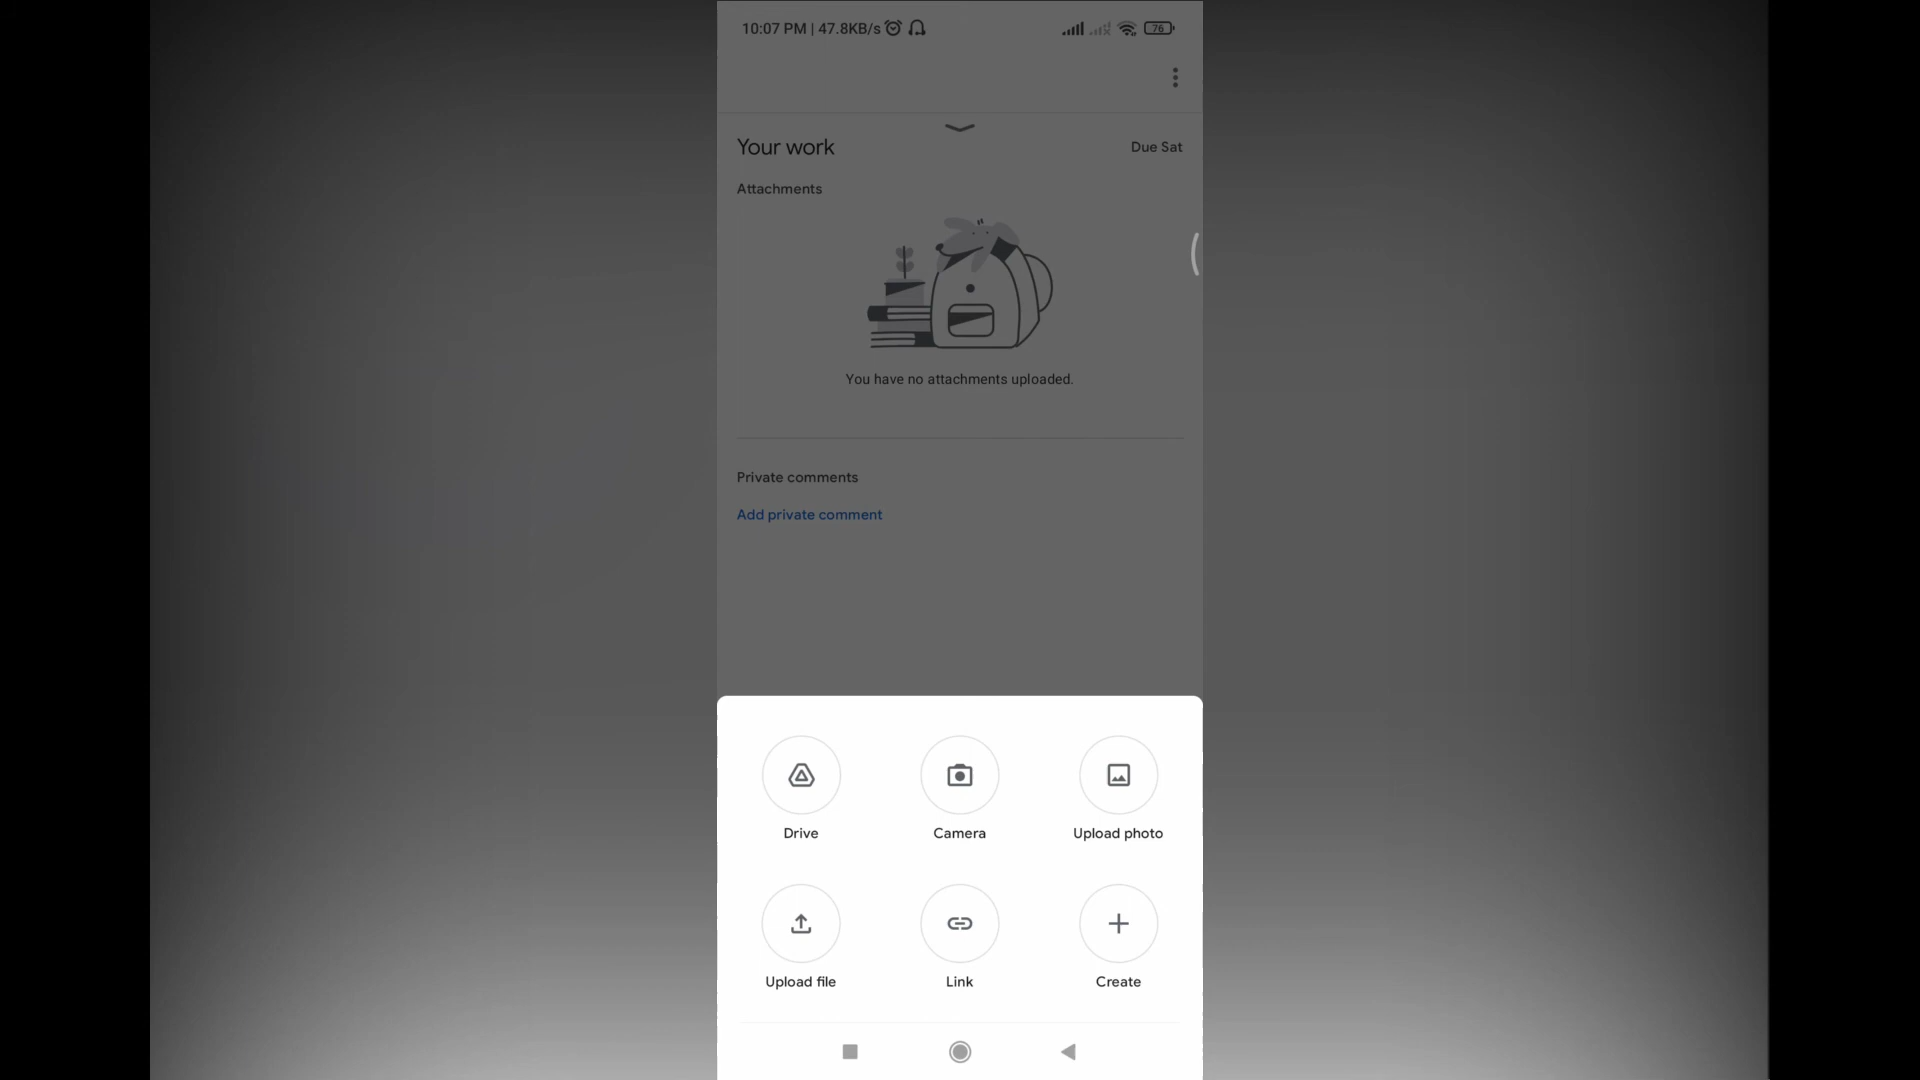 10:07 PM | 47.8KB/s
76
Your work
Due Sat
Attachments
You have no attachments uploaded.
Private comments
Add private comment
Drive
Camera
Upload photo
Upload file
Link
Create